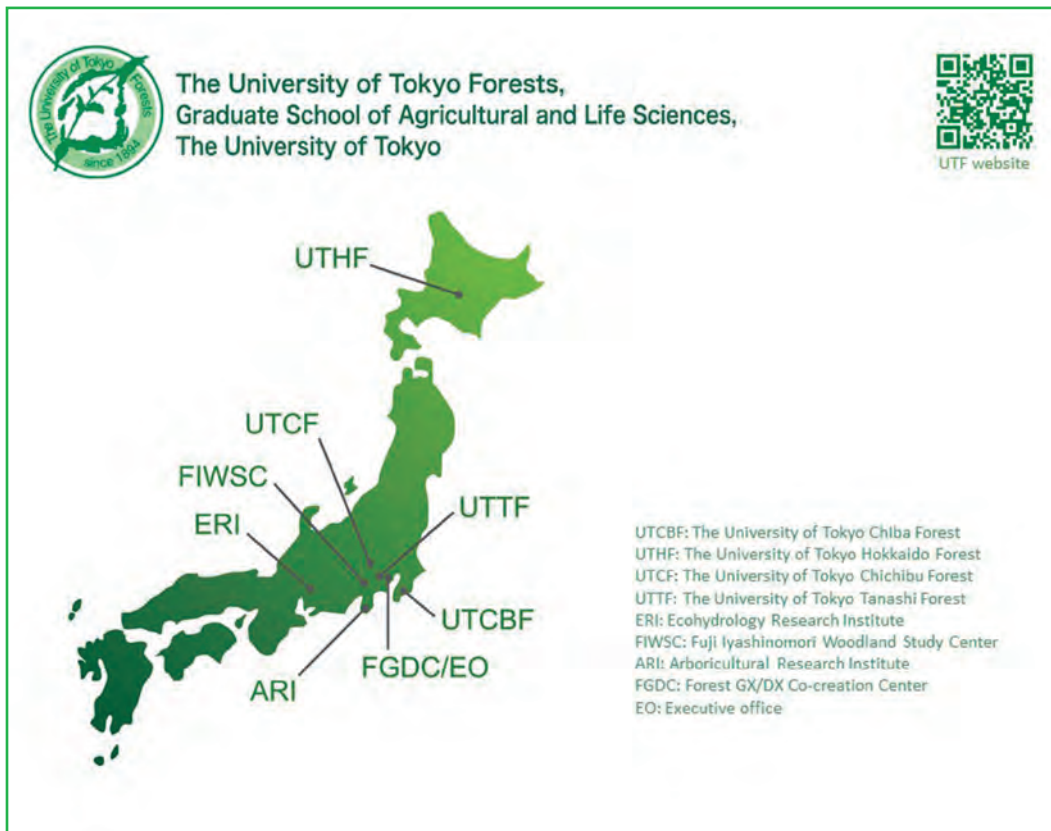 The University of Tokyo Forests
since 1894
The University of Tokyo Forests,
Graduate School of Agricultural and Life Sciences,
The University of Tokyo
UTF website
UTHF
UTCF
FIWSC
UTTF
ERI
UTCBF
FGDC/EO
ARI
UTCBF: The University of Tokyo Chiba Forest
UTHF: The University of Tokyo Hokkaido Forest
UTCF: The University of Tokyo Chichibu Forest
UTTF: The University of Tokyo Tanashi Forest
ERI: Ecohydrology Research Institute
FIWSC: Fuji Iyashinomori Woodland Study Center
ARI: Arboricultural Research Institute
FGDC: Forest GX/DX Co-creation Center
EO: Executive office